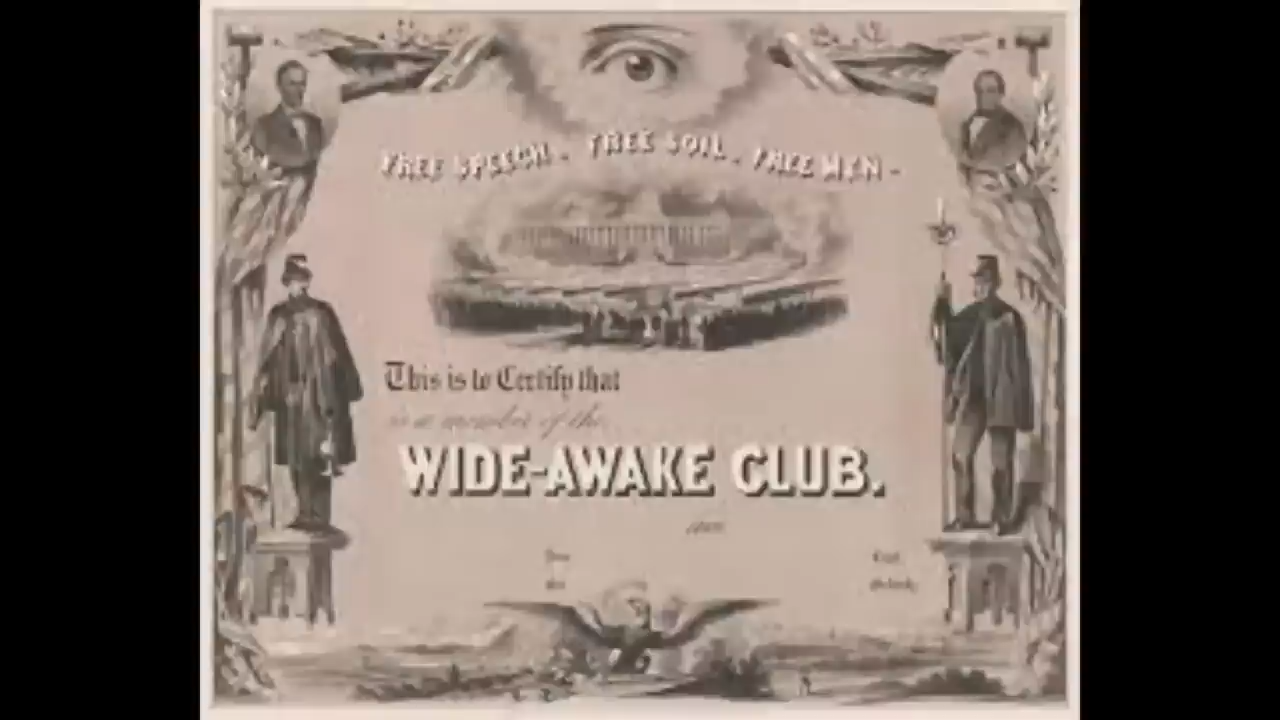 FREE SPEECH. FREE SOIL. FREE MEN.
This is to Certify that
is a member of the
WIDE-AWAKE CLUB.